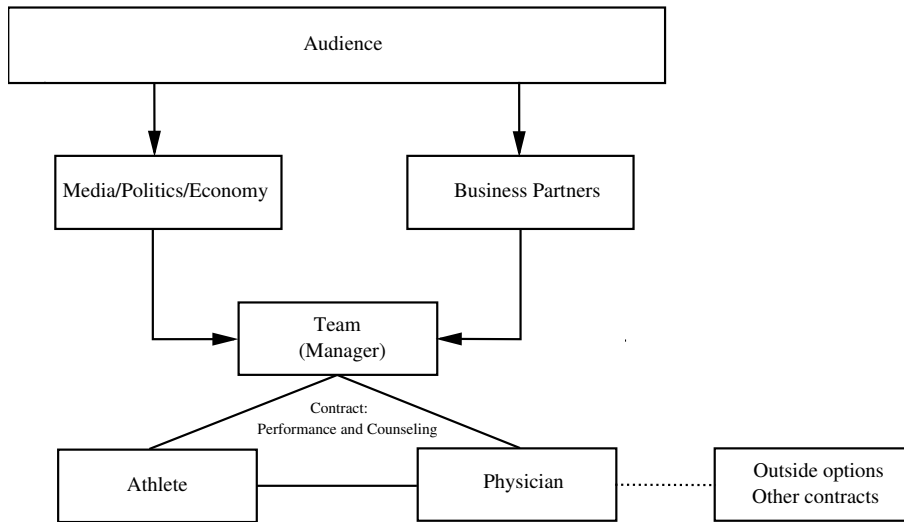 Audience
Media/Politics/Economy
Business Partners
Team
(Manager)
Contract:
Performance and Counseling
Athlete
Physician
Outside options
Other contracts